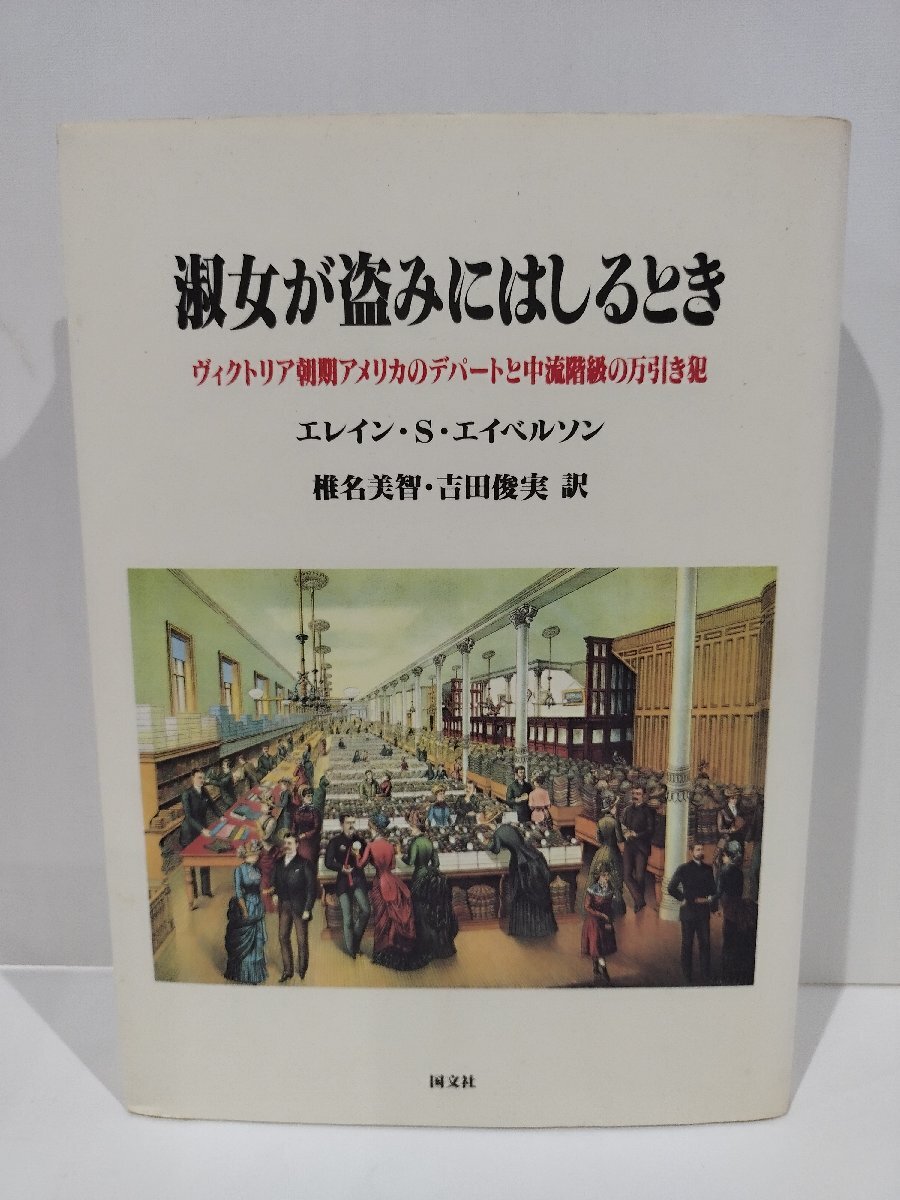 淑女が盗みにはしるとき
ヴィクトリア朝期アメリカのデパートと中流階級の万引き犯
エレイン・S・エイベルソン
椎名美智・吉田俊実 訳
国文社